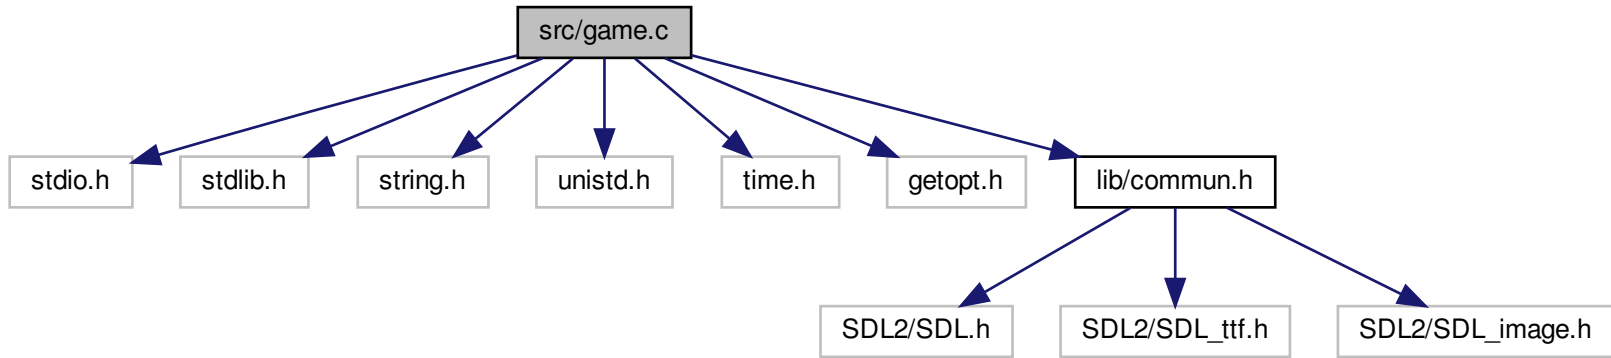 src/game.c
stdio.h
stdlib.h
string.h
unistd.h
time.h
getopt.h
lib/commun.h
SDL2/SDL.h
SDL2/SDL_ttf.h
SDL2/SDL_image.h